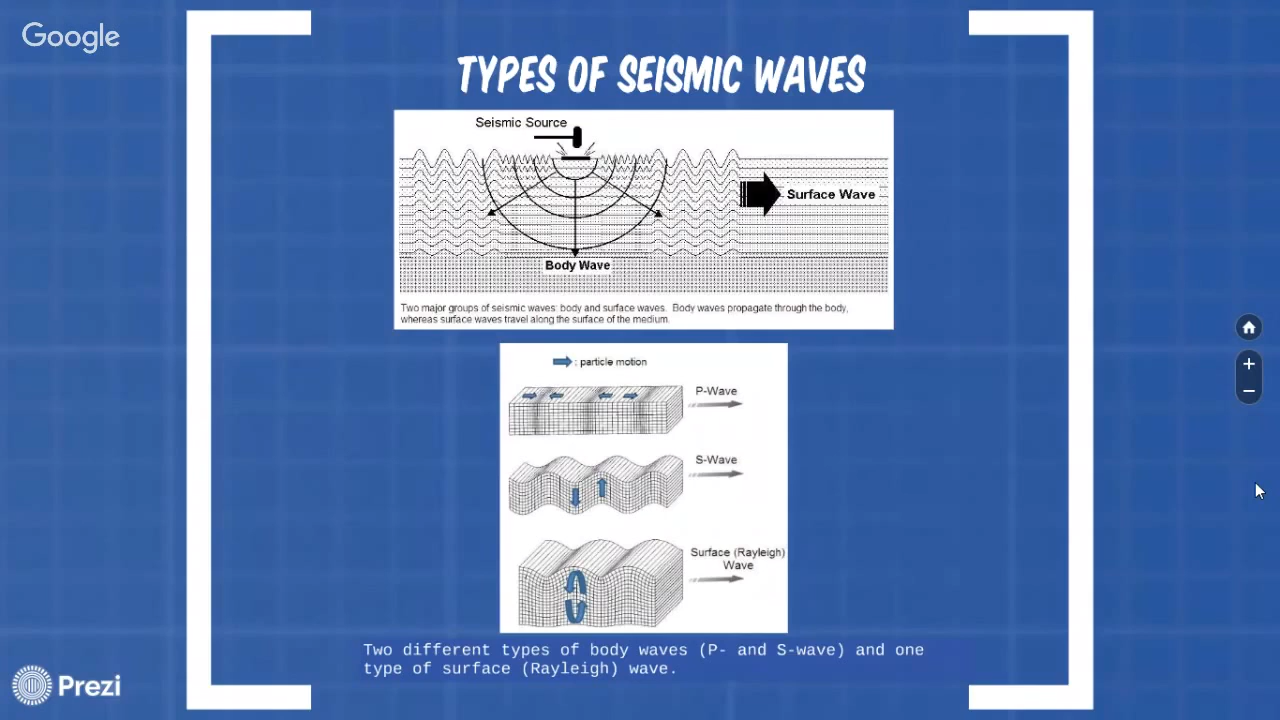 Google
TYPES OF SEISMIC WAVES
Seismic Source
Surface Wave
Body Wave
Two major groups of seismic waves: body and surface waves. Body waves propagate through the body,
whereas surface waves travel along the surface of the medium.
: particle motion
P-Wave
S-Wave
Surface (Rayleigh)
Wave
Two different types of body waves (P- and S-wave) and one
type of surface (Rayleigh) wave.
Prezi